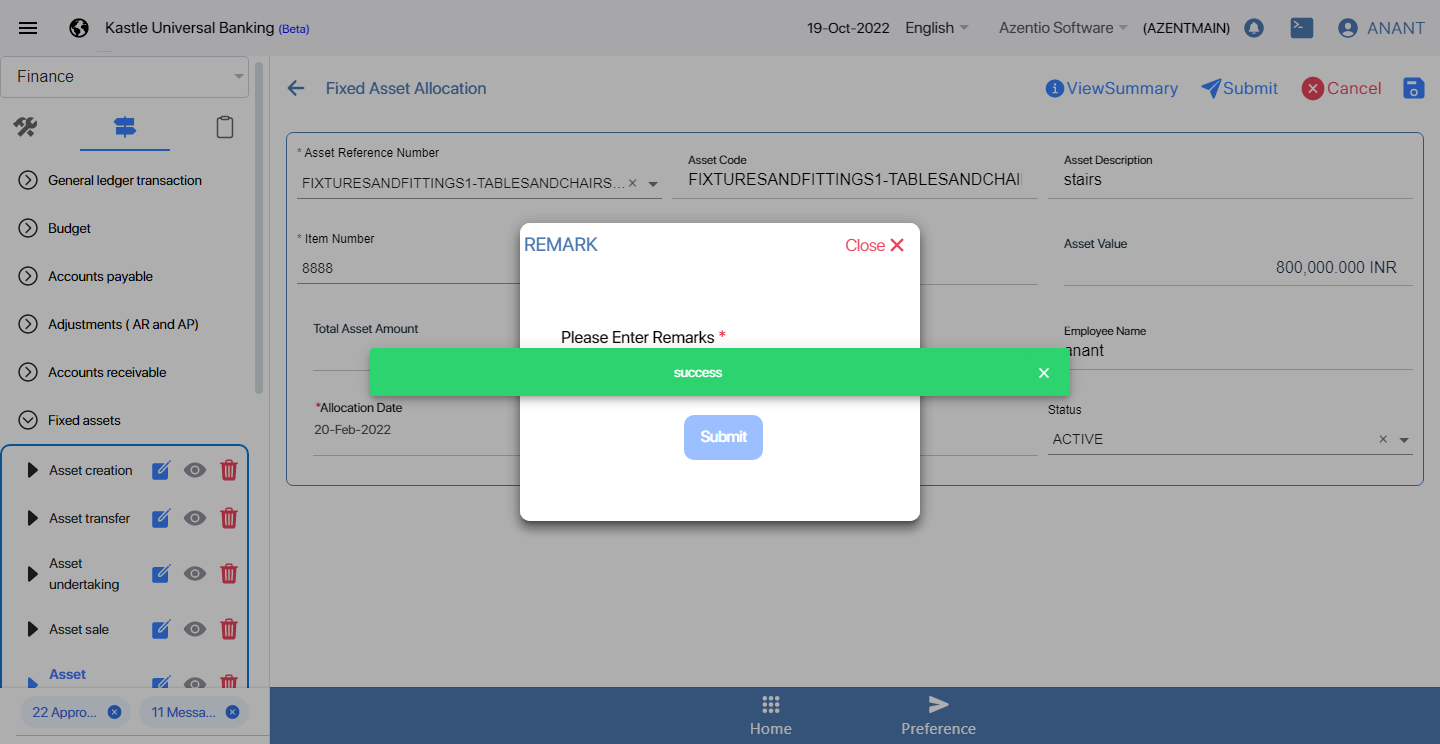 Kastle Universal Banking (Beta)
19-Oct-2022 English Azentio Software (AZENTMAIN) ANANT
Finance
General ledger transaction
Budget
Accounts payable
Adjustments ( AR and AP)
Accounts receivable
Fixed assets
Asset creation
Asset transfer
Asset
undertaking
Asset sale
Asset
22 Appro...
11 Messa...
Fixed Asset Allocation
ViewSummary Submit Cancel
* Asset Reference Number
FIXTURESANDFITTINGS1-TABLESANDCHAIRS...
Asset Code
FIXTURESANDFITTINGS1-TABLESANDCHAI
Asset Description
stairs
* Item Number
8888
Asset Value
800,000.000 INR
Total Asset Amount
Employee Name
anant
*Allocation Date
20-Feb-2022
Status
ACTIVE
REMARK
Close
Please Enter Remarks *
success
Submit
Home
Preference